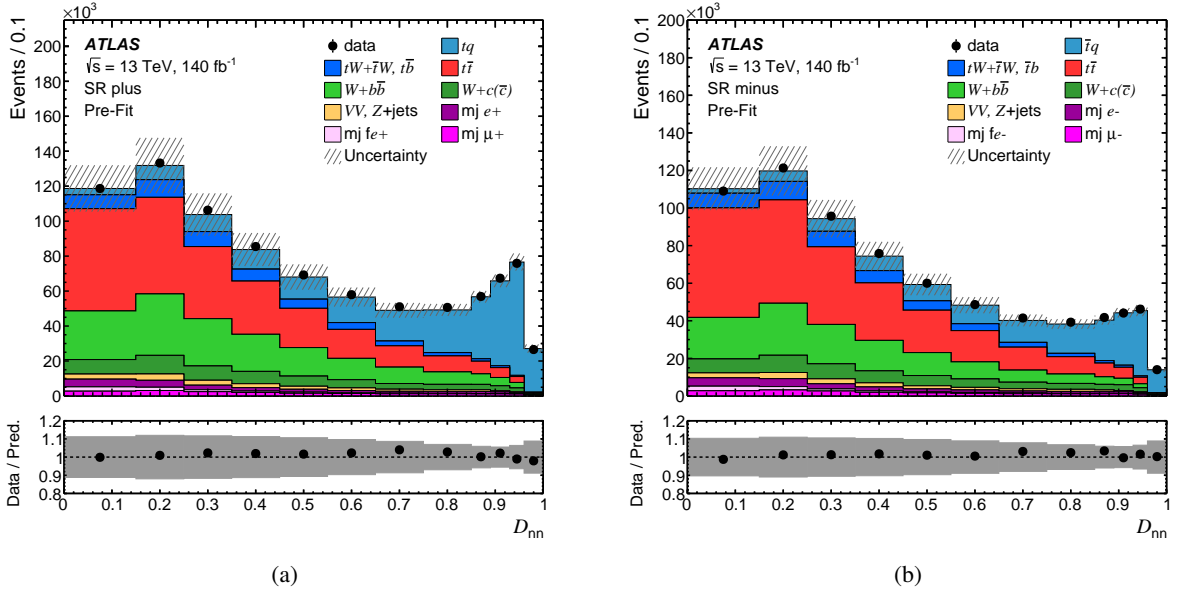 ×10³
Events / 0.1
200
180
160
140
120
100
80
60
40
20
0
ATLAS
√s = 13 TeV, 140 fb⁻¹
SR plus
Pre-Fit
data
tq
tW+t̄W, tb̄
tt̄
W+bb̄
W+c(c̄)
VV, Z+jets
mj e+
mj fe+
mj μ+
Uncertainty
Data / Pred.
1.2
1.1
1
0.9
0.8
0 0.1 0.2 0.3 0.4 0.5 0.6 0.7 0.8 0.9 1
Dₙₙ
(a)
×10³
Events / 0.1
200
180
160
140
120
100
80
60
40
20
0
ATLAS
√s = 13 TeV, 140 fb⁻¹
SR minus
Pre-Fit
data
t̄q
tW+t̄W, t̄b
tt̄
W+bb̄
W+c(c̄)
VV, Z+jets
mj e-
mj fe-
mj μ-
Uncertainty
Data / Pred.
1.2
1.1
1
0.9
0.8
0 0.1 0.2 0.3 0.4 0.5 0.6 0.7 0.8 0.9 1
Dₙₙ
(b)